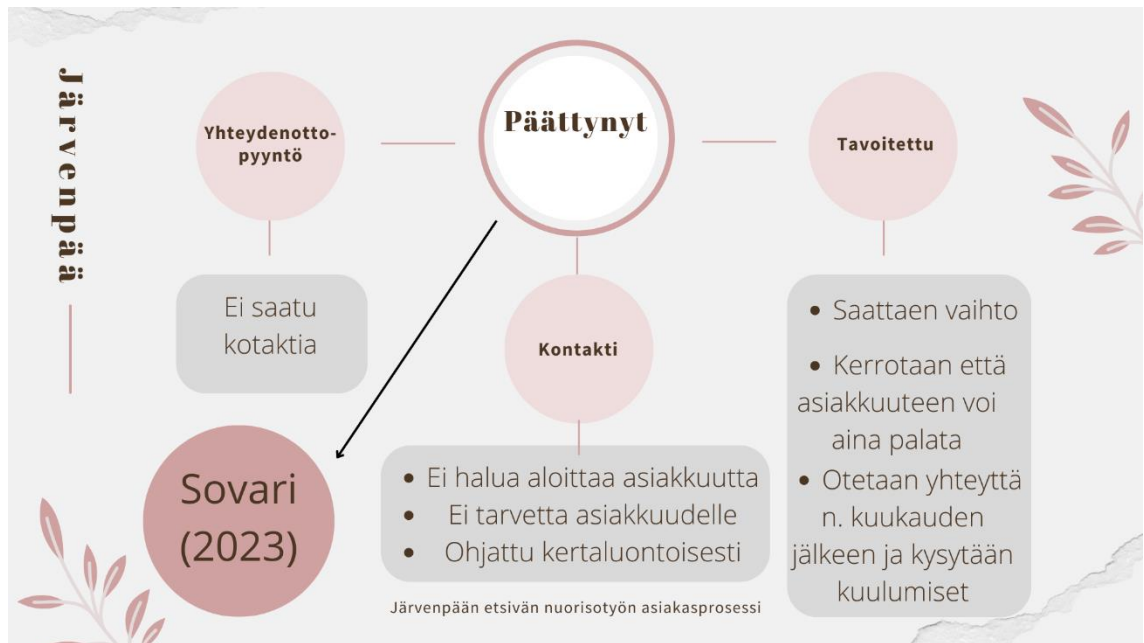 Järvenpää
Yhteydenotto-
pyyntö
Päättynyt
Tavoitettu
Ei saatu
kotaktia
Kontakti
• Saattaen vaihto
• Kerrotaan että
asiakkuuteen voi
aina palata
• Otetaan yhteyttä
n. kuukauden
jälkeen ja kysytään
kuulumiset
Sovari
(2023)
• Ei halua aloittaa asiakkuutta
• Ei tarvetta asiakkuudelle
• Ohjattu kertaluontoisesti
Järvenpään etsivän nuorisotyön asiakasprosessi